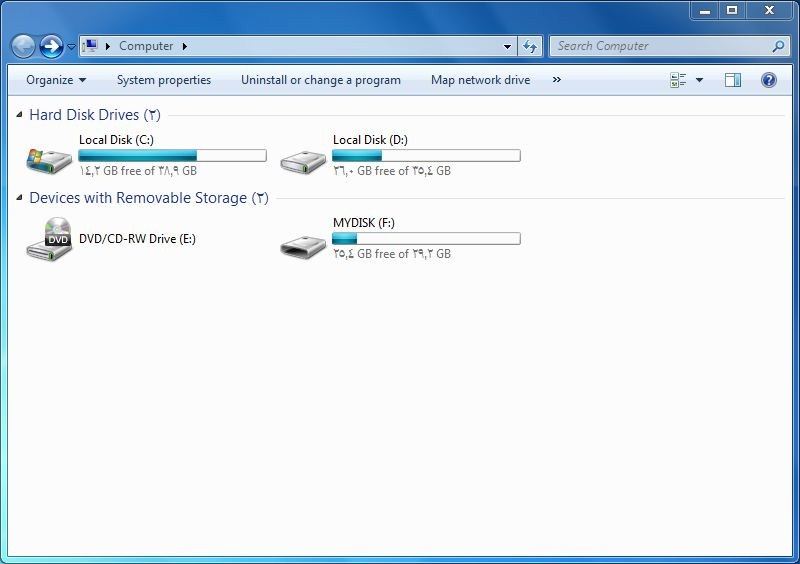 Computer
Search Computer
Organize
System properties
Uninstall or change a program
Map network drive
»
Hard Disk Drives (٢)
Local Disk (C:)
١٤,٢ GB free of ٣٨,٩ GB
Local Disk (D:)
٢٦,٠ GB free of ٣٥,٤ GB
Devices with Removable Storage (٢)
DVD
DVD/CD-RW Drive (E:)
MYDISK (F:)
٢٥,٤ GB free of ٢٩,٢ GB